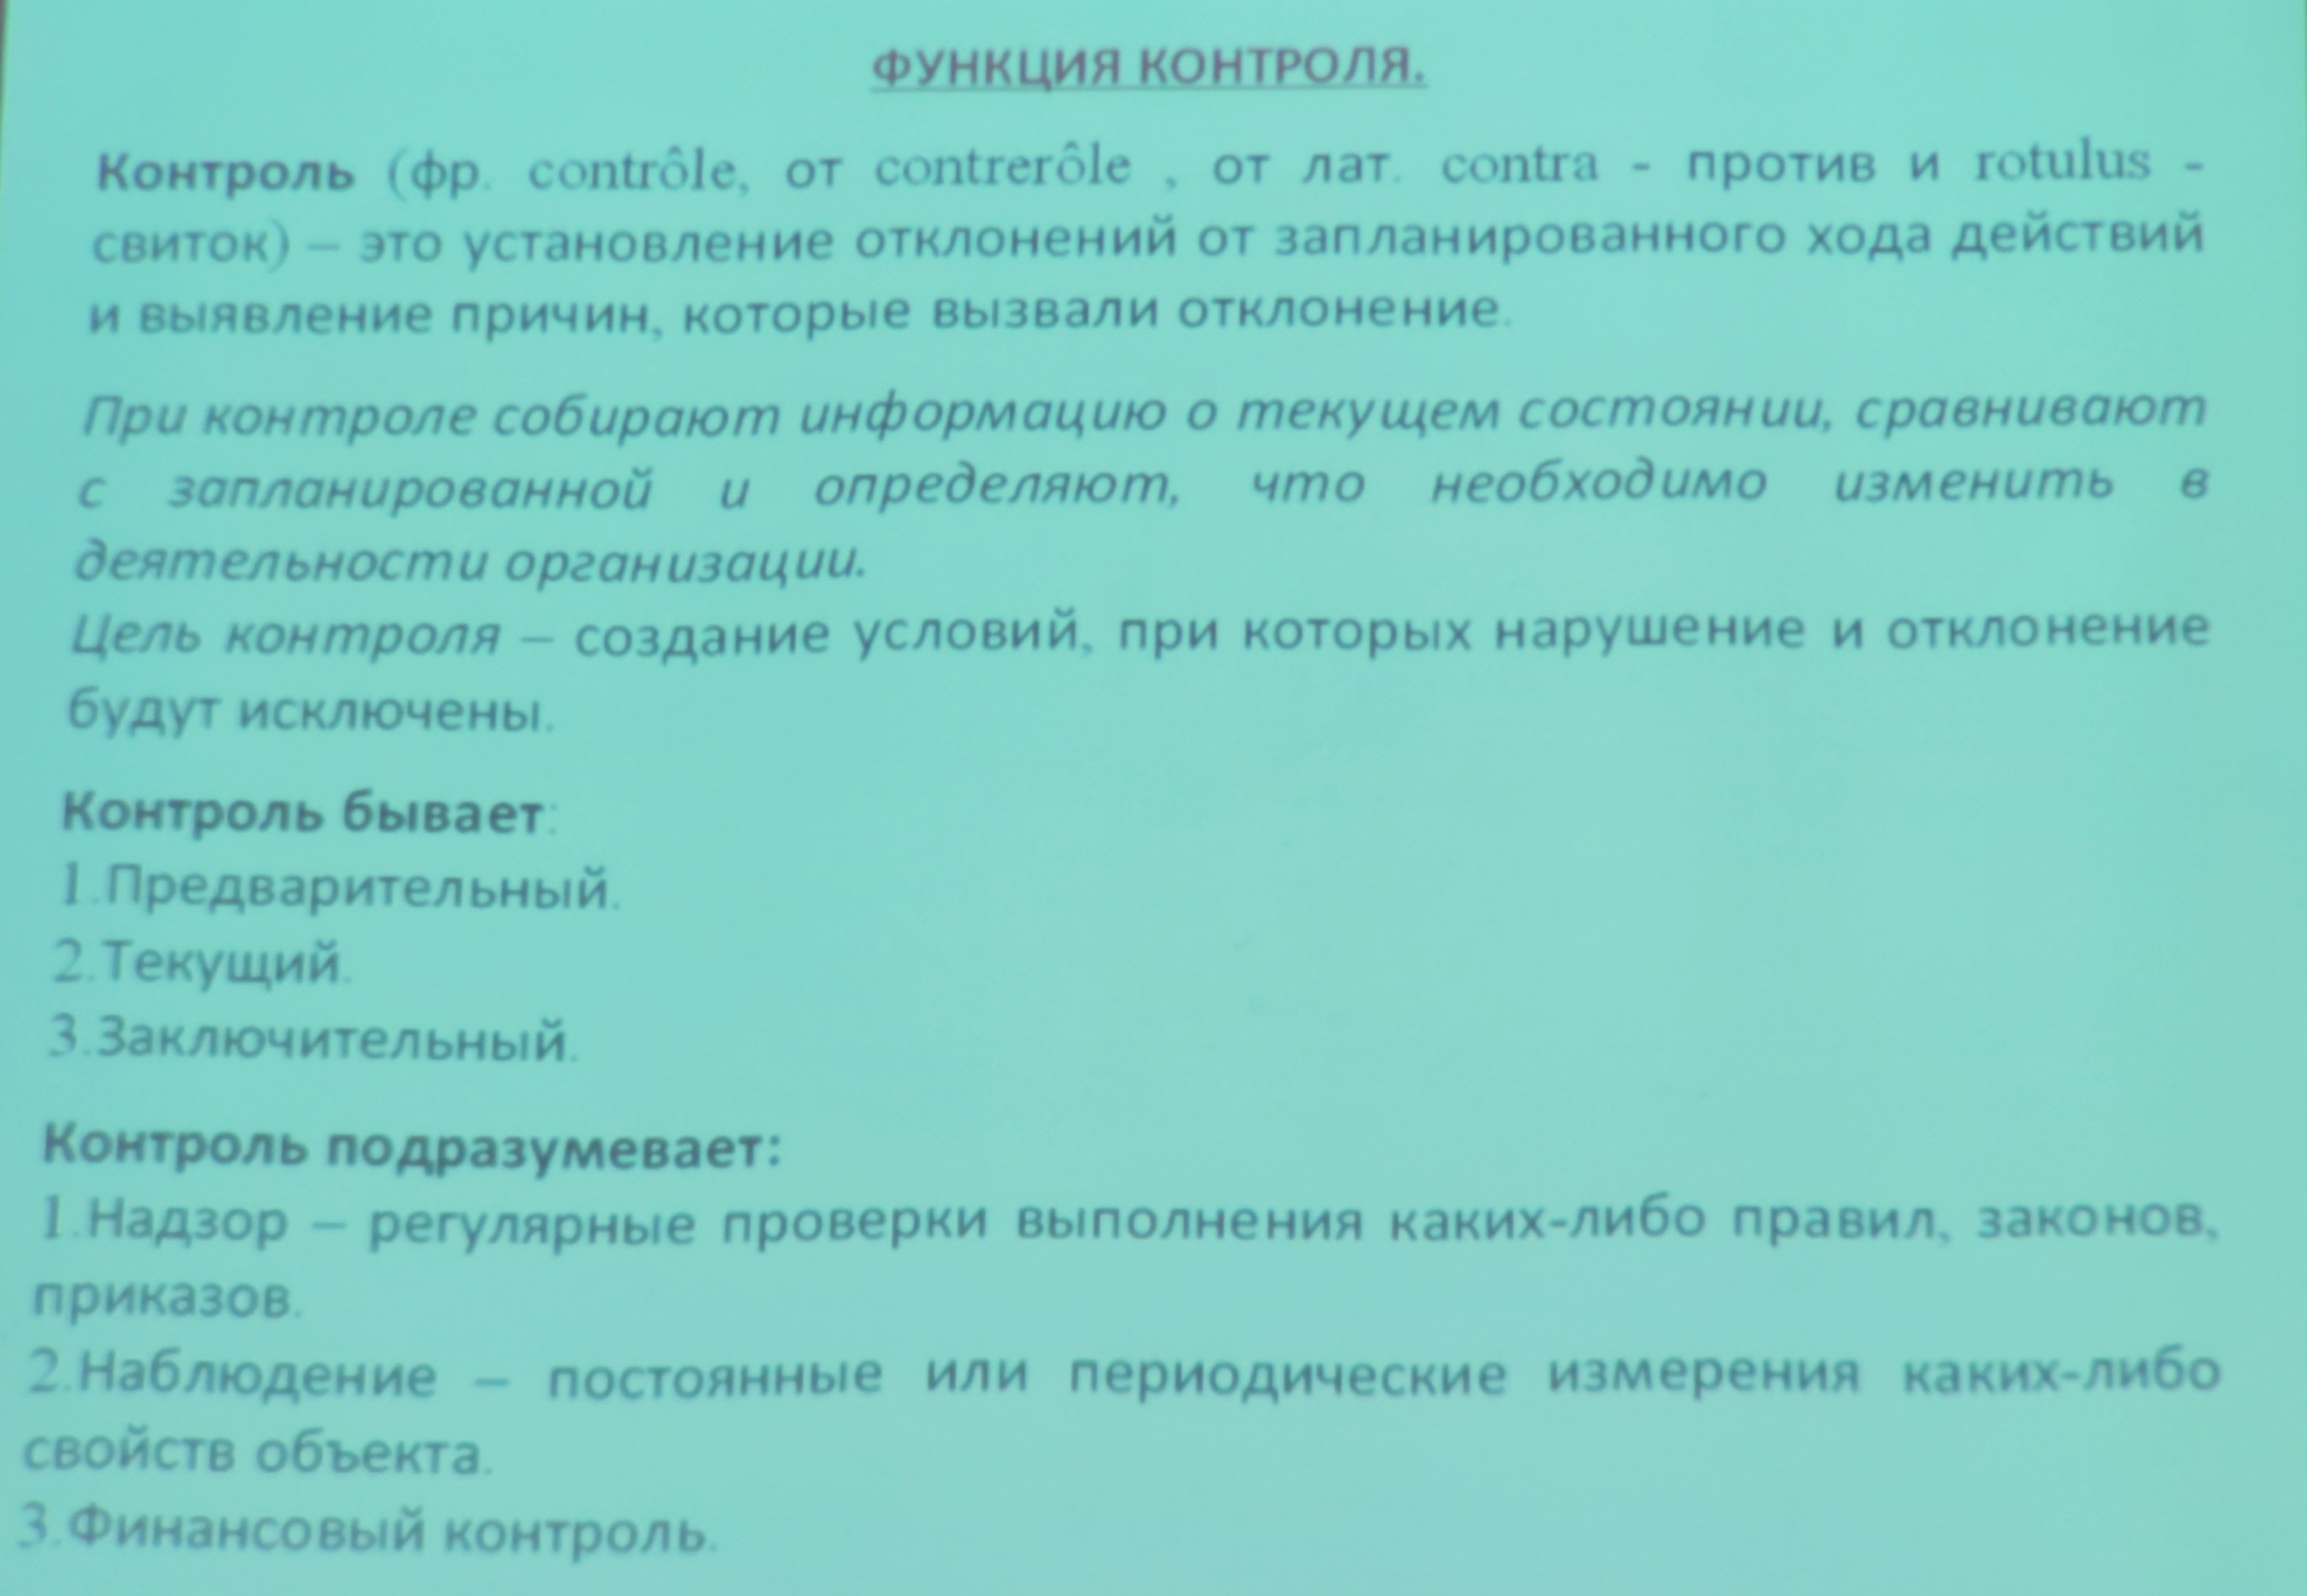 ФУНКЦИЯ КОНТРОЛЯ.
Контроль (фр. contrôle, от contrerôle , от лат. contra - против и rotulus -
свиток) – это установление отклонений от запланированного хода действий
и выявление причин, которые вызвали отклонение.
При контроле собирают информацию о текущем состоянии, сравнивают
с запланированной и определяют, что необходимо изменить в
деятельности организации.
Цель контроля – создание условий, при которых нарушение и отклонение
будут исключены.
Контроль бывает:
1.Предварительный.
2.Текущий.
3.Заключительный.
Контроль подразумевает:
1.Надзор – регулярные проверки выполнения каких-либо правил, законов,
приказов.
2.Наблюдение – постоянные или периодические измерения каких-либо
свойств объекта.
3.Финансовый контроль.